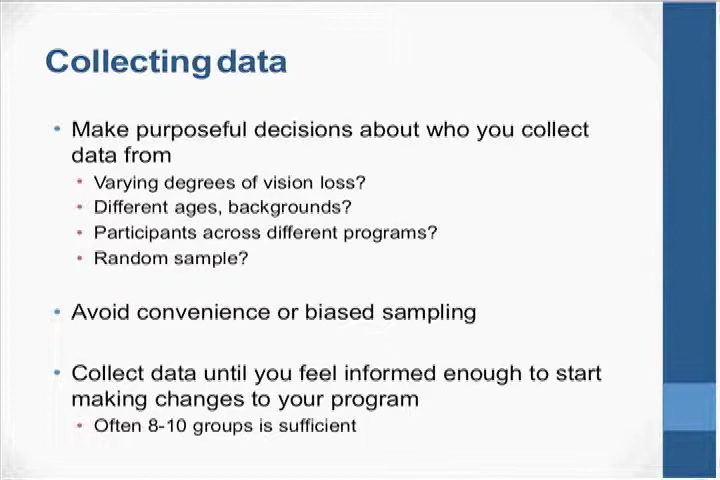 Collecting data
• Make purposeful decisions about who you collect
data from
• Varying degrees of vision loss?
• Different ages, backgrounds?
• Participants across different programs?
• Random sample?
• Avoid convenience or biased sampling
• Collect data until you feel informed enough to start
making changes to your program
• Often 8-10 groups is sufficient